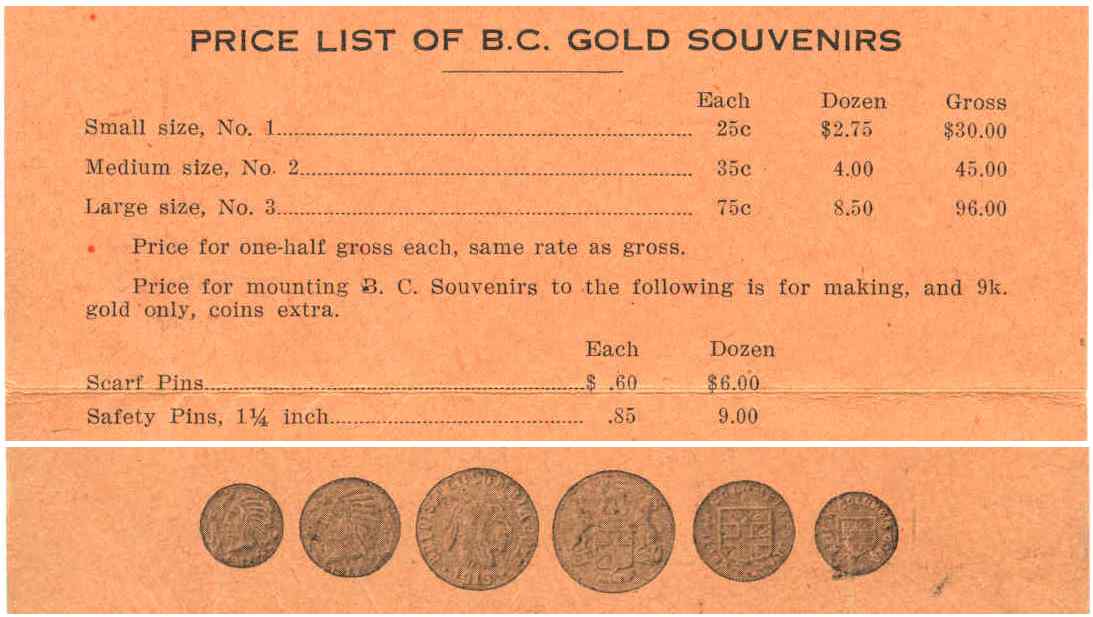 PRICE LIST OF B.C. GOLD SOUVENIRS
Each Dozen Gross
Small size, No. 1 25c $2.75 $30.00
Medium size, No. 2 35c 4.00 45.00
Large size, No. 3 75c 8.50 96.00
Price for one-half gross each, same rate as gross.
Price for mounting B. C. Souvenirs to the following is for making, and 9k.
gold only, coins extra.
Each Dozen
Scarf Pins $ .60 $6.00
Safety Pins, 1¼ inch .85 9.00